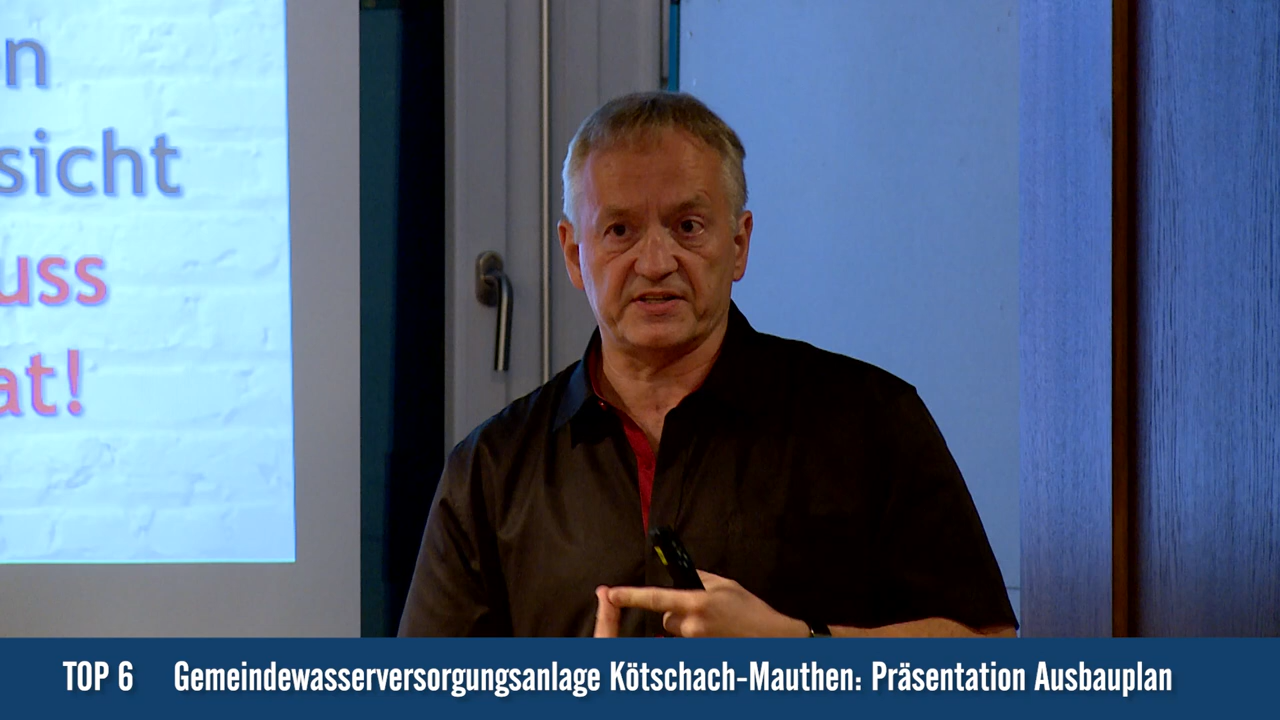 n
sicht
uss
at!
TOP 6 Gemeindewasserversorgungsanlage Kötschach-Mauthen: Präsentation Ausbauplan